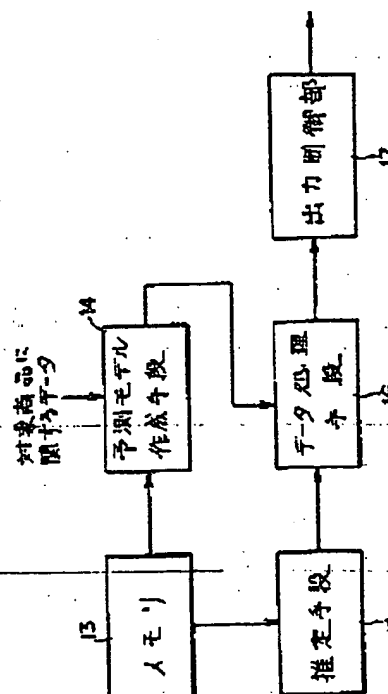 対象商品に
関するデータ
13
メモリ
14
予測モデル
作成手段
推定手段
データ処理
手段
出力制御部